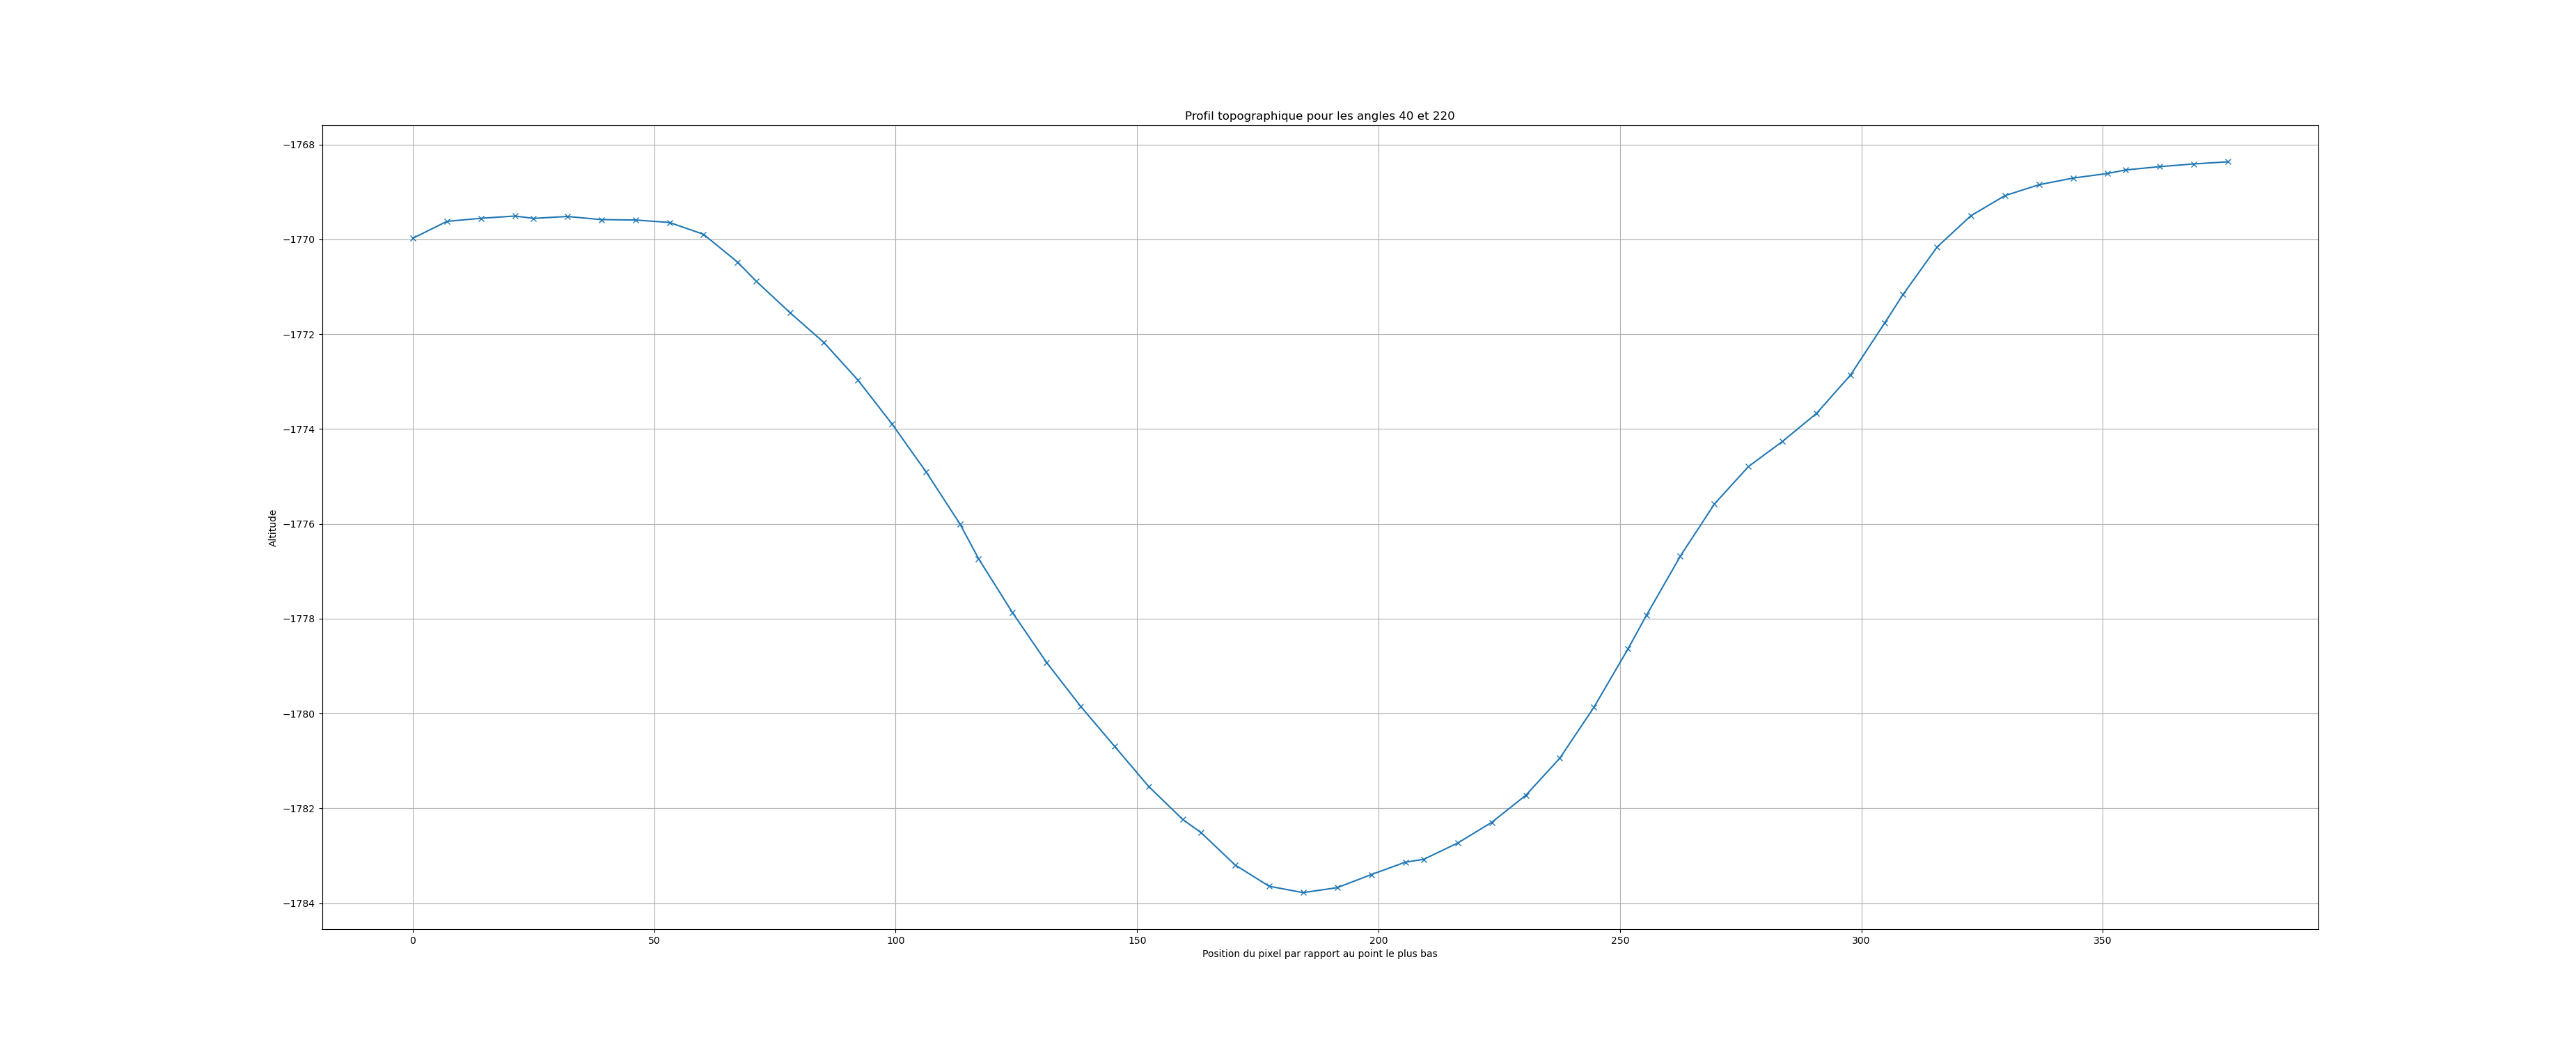 Profil topographique pour les angles 40 et 220
−1768
−1770
−1772
−1774
−1776
−1778
−1780
−1782
−1784
Altitude
0 50 100 150 200 250 300 350
Position du pixel par rapport au point le plus bas